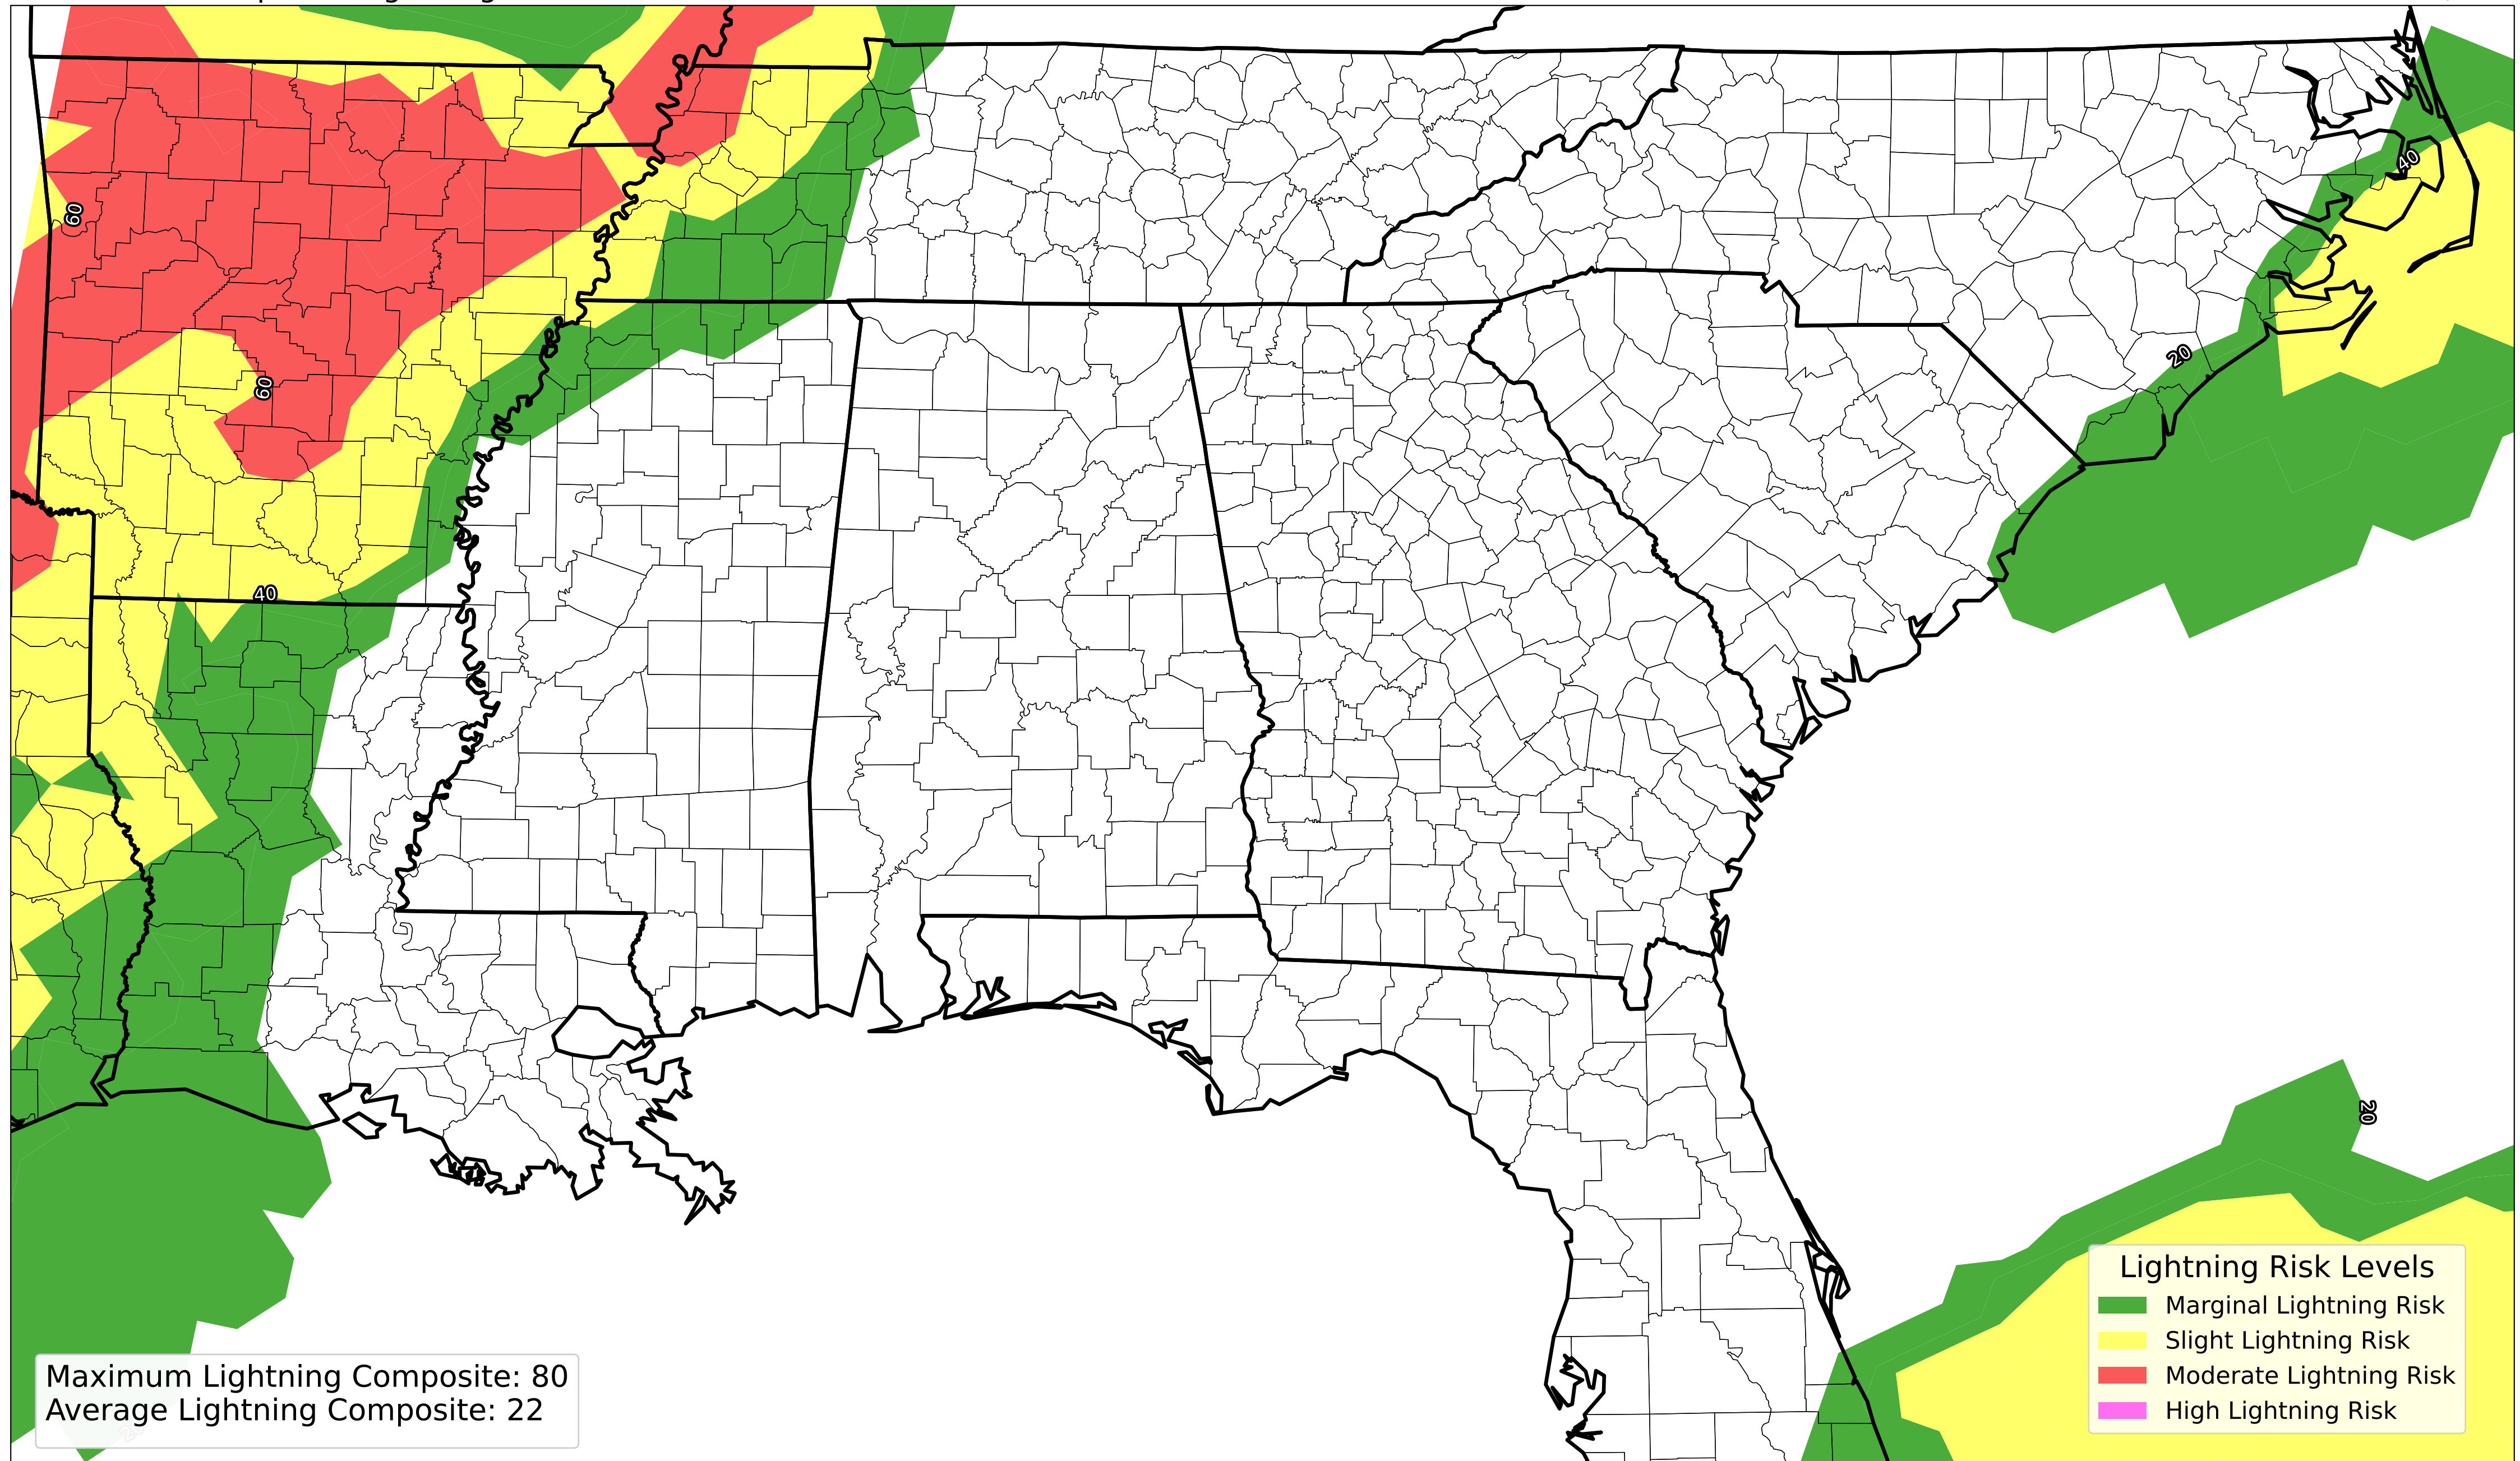 40
60
20
60
40
20
Lightning Risk Levels
Marginal Lightning Risk
Slight Lightning Risk
Moderate Lightning Risk
High Lightning Risk
Maximum Lightning Composite: 80
Average Lightning Composite: 22